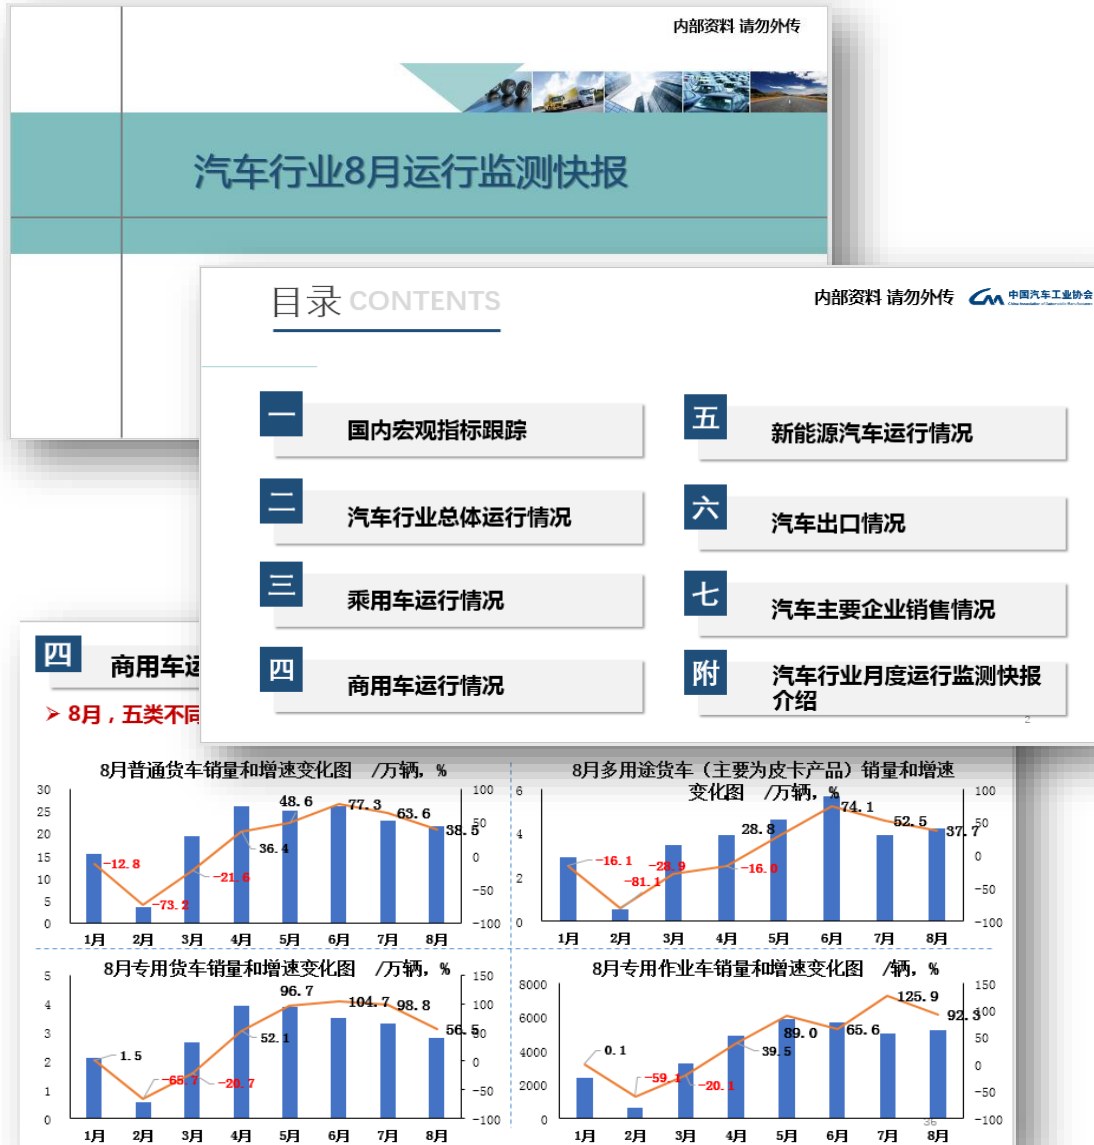 内部资料 请勿外传
汽车行业8月运行监测快报
目录 CONTENTS
内部资料 请勿外传
中国汽车工业协会
一
国内宏观指标跟踪
二
汽车行业总体运行情况
三
乘用车运行情况
四
商用车运行情况
五
新能源汽车运行情况
六
汽车出口情况
七
汽车主要企业销售情况
附
汽车行业月度运行监测快报
介绍
2
四
商用车运
➢ 8月，五类不同
8月普通货车销量和增速变化图 /万辆，%
30
25
20
15
10
5
0
100
50
0
-50
-100
-12.8
-73.2
-21.6
36.4
48.6
77.3
63.6
38.5
1月 2月 3月 4月 5月 6月 7月 8月
8月多用途货车（主要为皮卡产品）销量和增速
变化图 /万辆，%
6
4
2
0
100
50
0
-50
-100
-16.1
-81.1
-28.9
-16.0
28.8
74.1
52.5
37.7
1月 2月 3月 4月 5月 6月 7月 8月
8月专用货车销量和增速变化图 /万辆，%
5
4
3
2
1
0
150
100
50
0
-50
-100
1.5
-65.7
-20.7
52.1
96.7
104.7
98.8
56.5
1月 2月 3月 4月 5月 6月 7月 8月
8月专用作业车销量和增速变化图 /辆，%
8000
6000
4000
2000
0
150
100
50
0
-50
-100
0.1
-59.1
-20.1
39.5
89.0
65.6
125.9
92.3
36
1月 2月 3月 4月 5月 6月 7月 8月